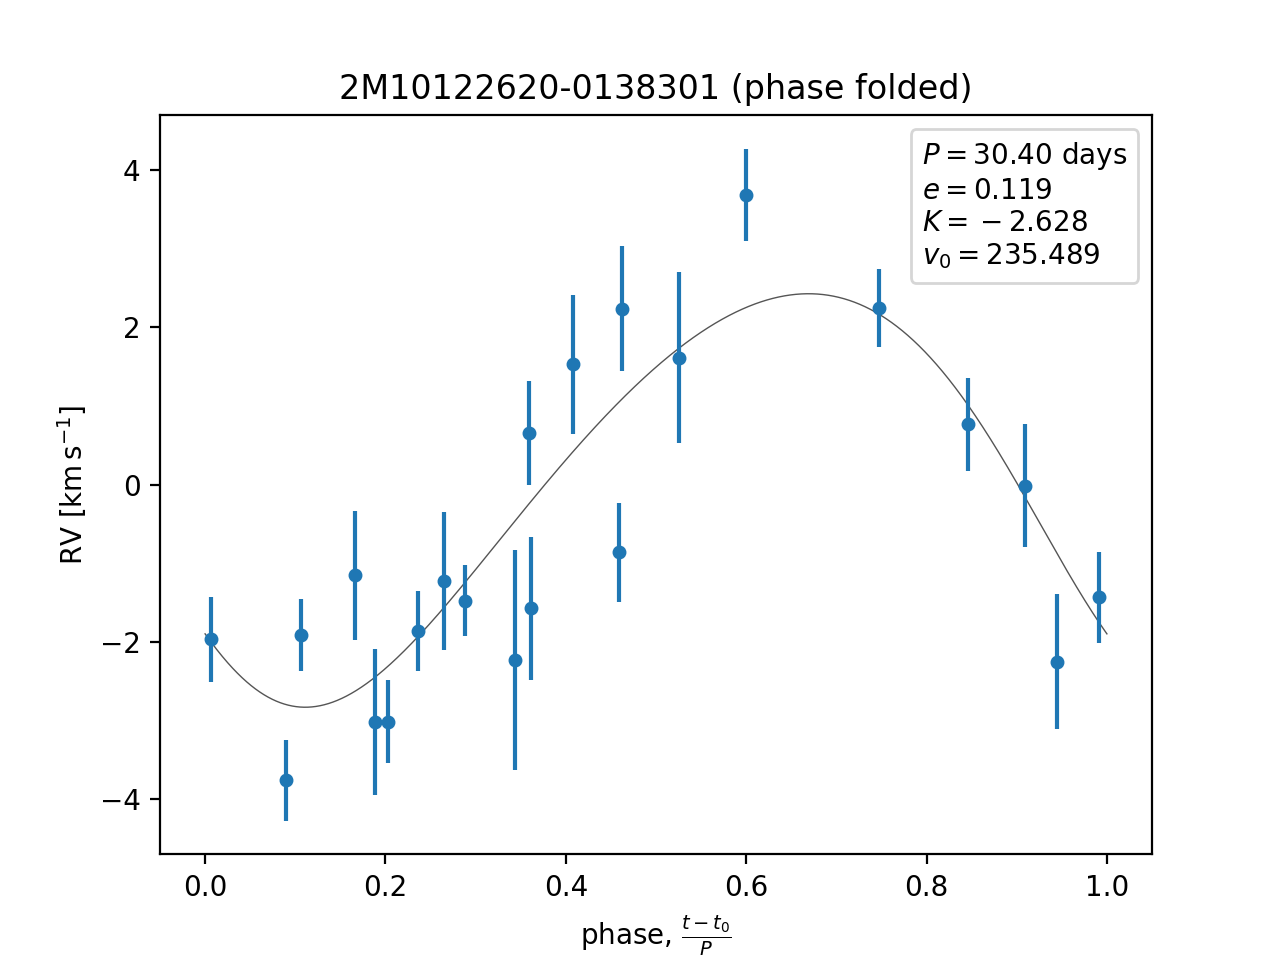 2M10122620-0138301 (phase folded)
P = 30.40 days
e = 0.119
K = −2.628
v₀ = 235.489
RV [km s⁻¹]
4
2
0
−2
−4
0.0 0.2 0.4 0.6 0.8 1.0
phase, (t − t₀)/P